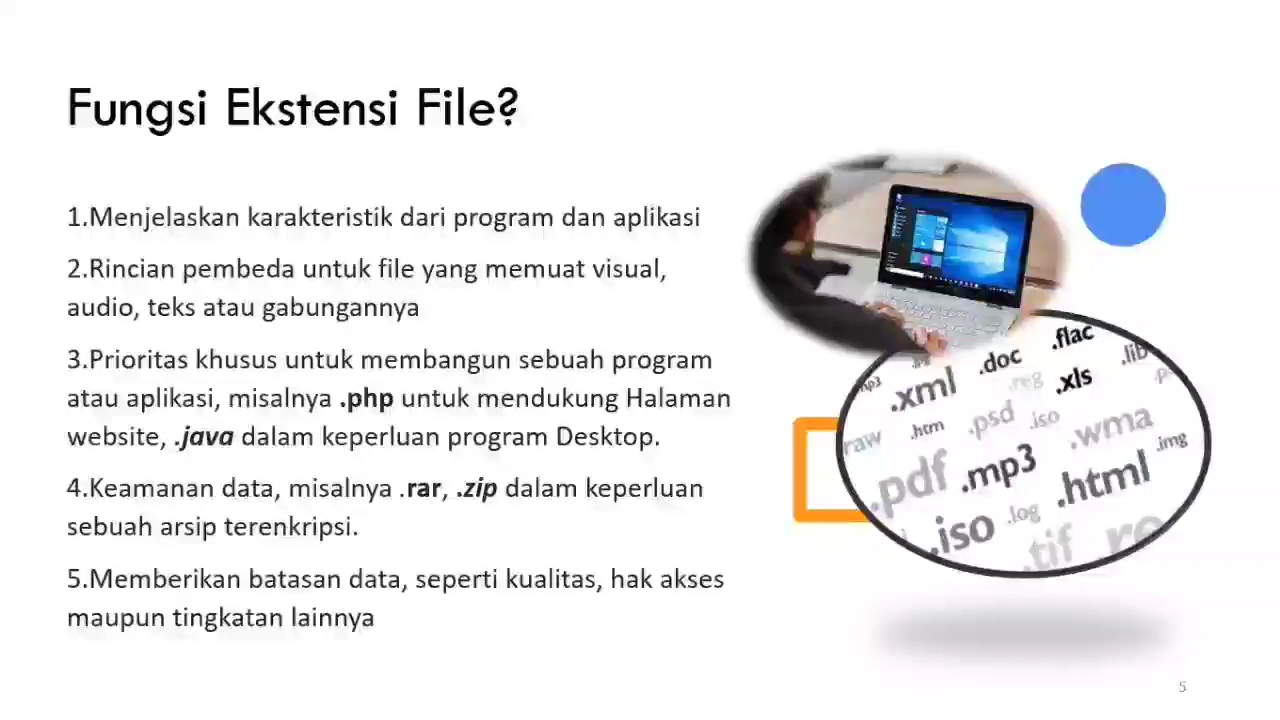 Fungsi Ekstensi File?
1.Menjelaskan karakteristik dari program dan aplikasi
2.Rincian pembeda untuk file yang memuat visual,
audio, teks atau gabungannya
3.Prioritas khusus untuk membangun sebuah program
atau aplikasi, misalnya .php untuk mendukung Halaman
website, .java dalam keperluan program Desktop.
4.Keamanan data, misalnya .rar, .zip dalam keperluan
sebuah arsip terenkripsi.
5.Memberikan batasan data, seperti kualitas, hak akses
maupun tingkatan lainnya
.flac
.doc
.lib
mp3
.xml
.reg
.xls
raw
.htm
.psd
.iso
.wma
.img
.pdf
.mp3
.html
.iso
.log
.tif
5